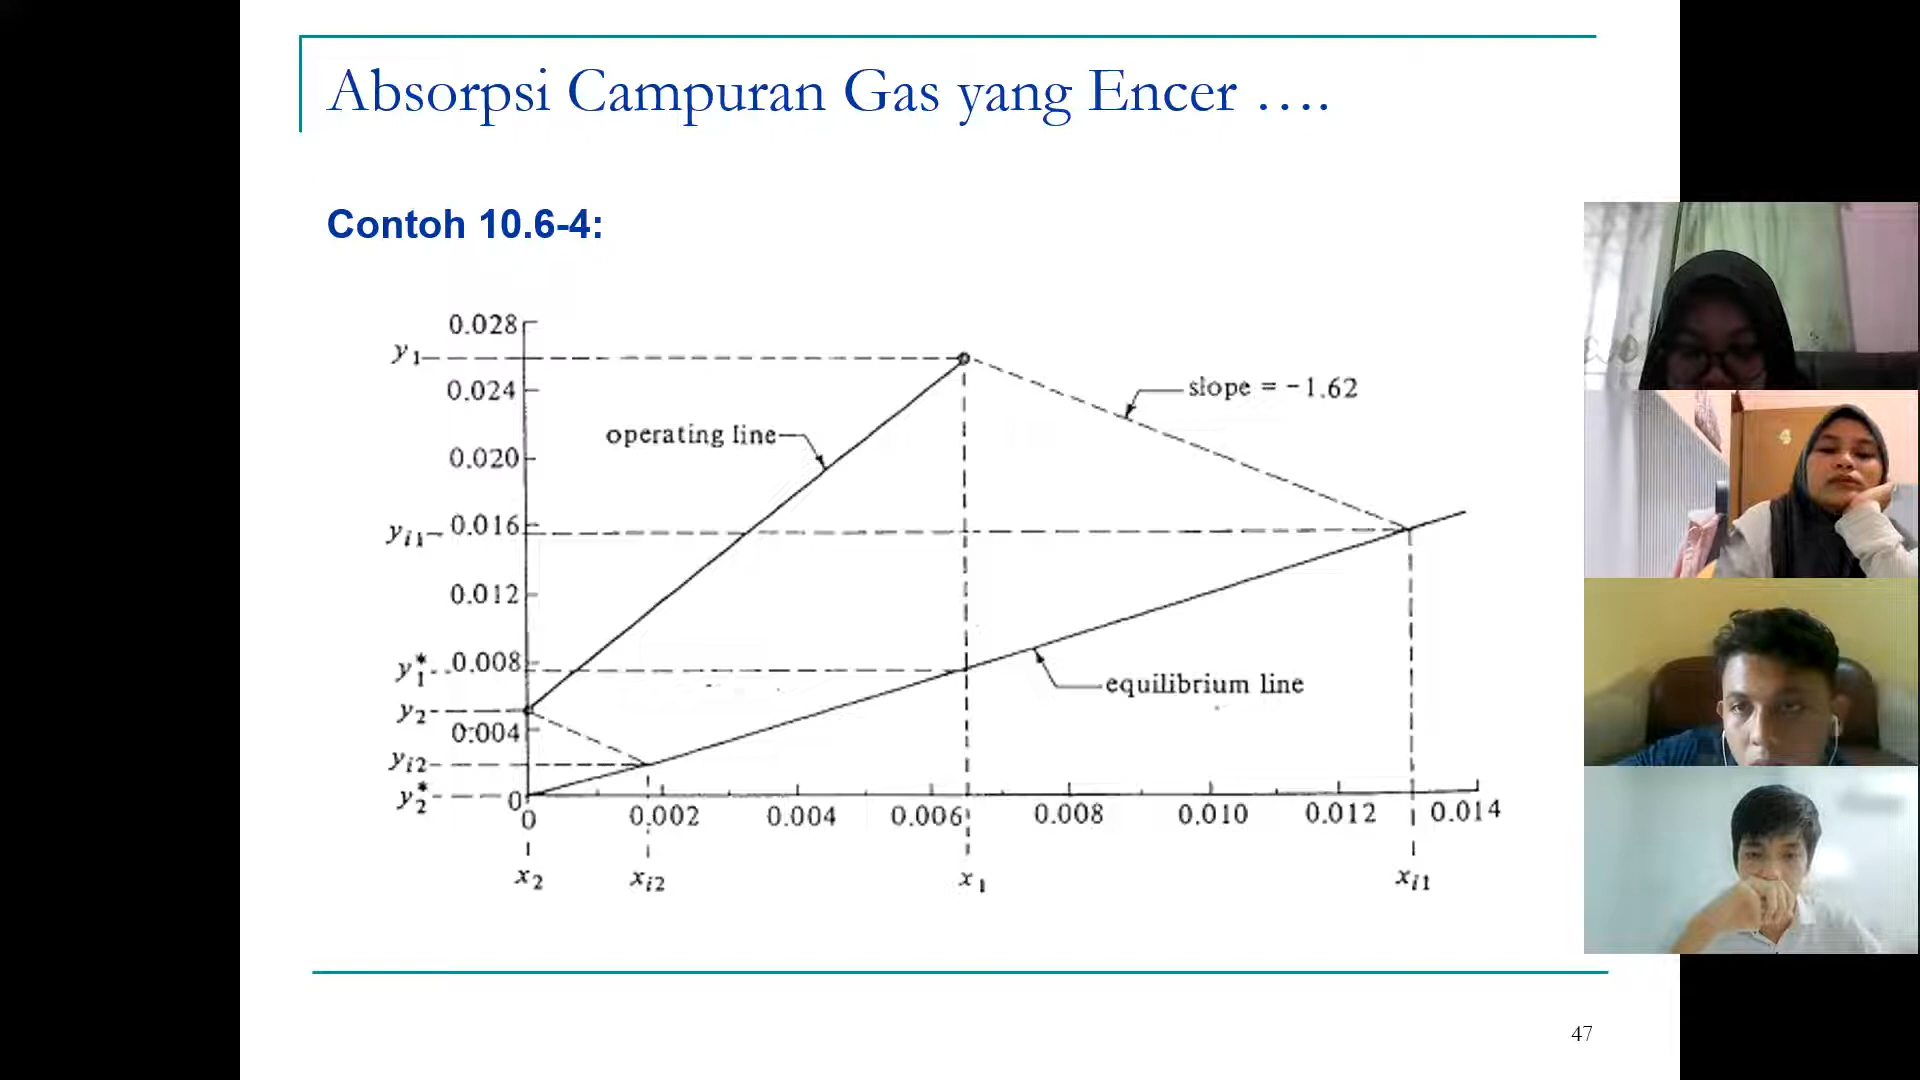 Absorpsi Campuran Gas yang Encer ….
Contoh 10.6-4:
0.028
y1
0.024
slope = −1.62
operating line
0.020
yi1
0.016
0.012
y1*
0.008
equilibrium line
y2
0.004
yi2
y2*
0
0 0.002 0.004 0.006 0.008 0.010 0.012 0.014
x2 xi2 x1 xi1
47